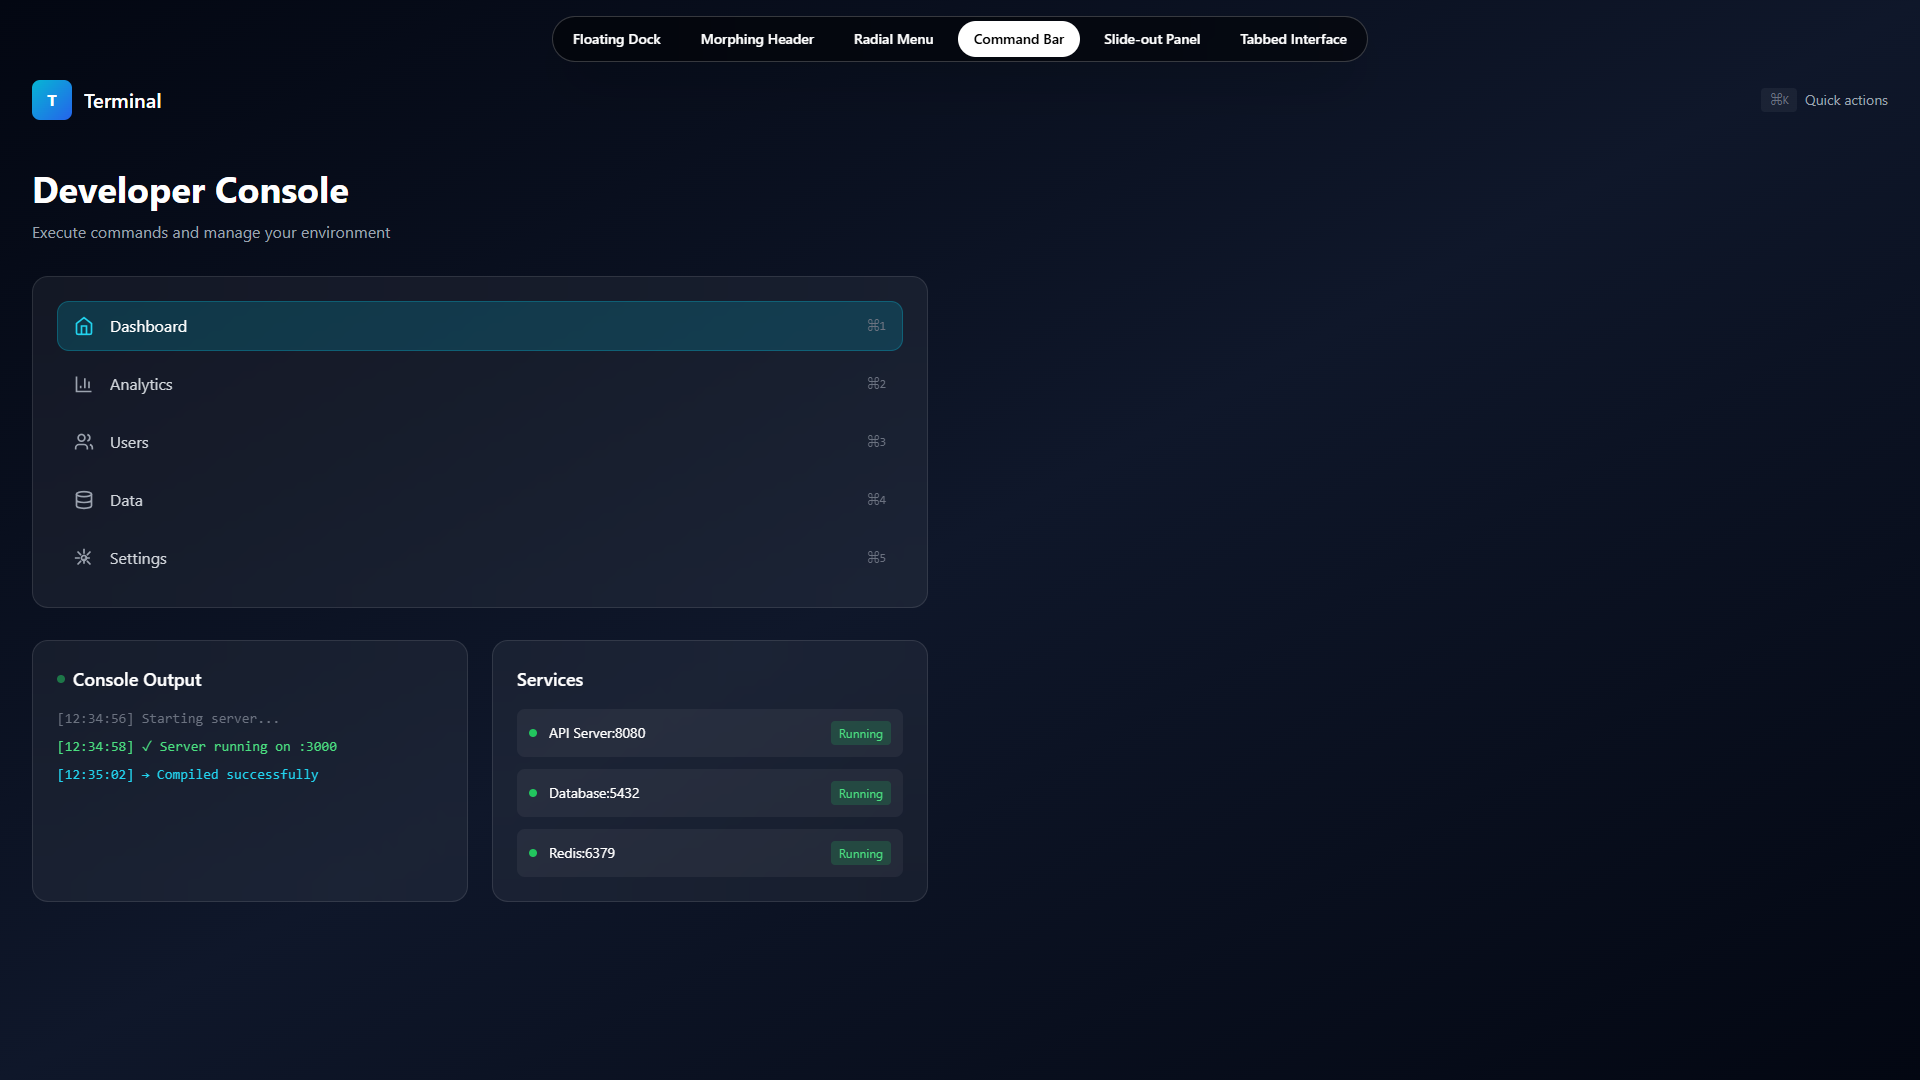 Floating Dock Morphing Header Radial Menu Command Bar Slide-out Panel Tabbed Interface
T Terminal
⌘K Quick actions
Developer Console
Execute commands and manage your environment
Dashboard ⌘1
Analytics ⌘2
Users ⌘3
Data ⌘4
Settings ⌘5
Console Output
[12:34:56] Starting server...
[12:34:58] ✓ Server running on :3000
[12:35:02] → Compiled successfully
Services
API Server:8080 Running
Database:5432 Running
Redis:6379 Running